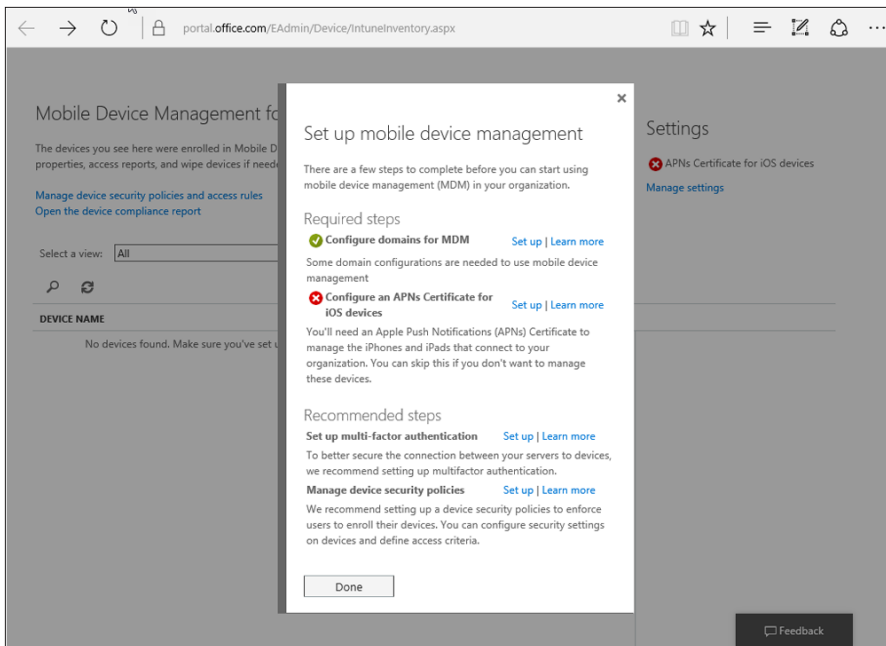 portal.office.com/EAdmin/Device/IntuneInventory.aspx
Mobile Device Management fo
The devices you see here were enrolled in Mobile D
properties, access reports, and wipe devices if neede
Manage device security policies and access rules
Open the device compliance report
Select a view: All
DEVICE NAME
No devices found. Make sure you've set u
Set up mobile device management
There are a few steps to complete before you can start using
mobile device management (MDM) in your organization.
Required steps
Configure domains for MDM Set up | Learn more
Some domain configurations are needed to use mobile device
management
Configure an APNs Certificate for
iOS devices Set up | Learn more
You'll need an Apple Push Notifications (APNs) Certificate to
manage the iPhones and iPads that connect to your
organization. You can skip this if you don't want to manage
these devices.
Recommended steps
Set up multi-factor authentication Set up | Learn more
To better secure the connection between your servers to devices,
we recommend setting up multifactor authentication.
Manage device security policies Set up | Learn more
We recommend setting up a device security policies to enforce
users to enroll their devices. You can configure security settings
on devices and define access criteria.
Done
Settings
APNs Certificate for iOS devices
Manage settings
Feedback